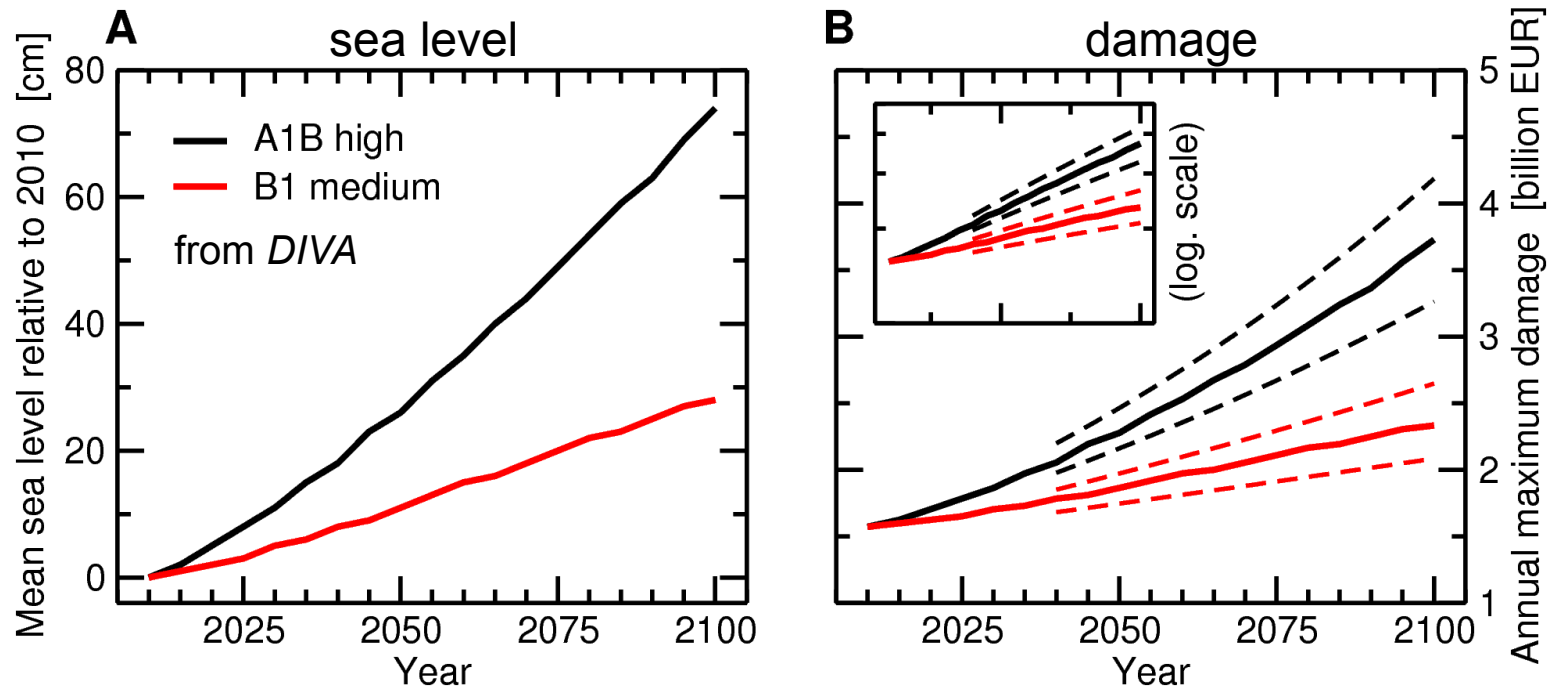 A
sea level
Mean sea level relative to 2010 [cm]
80
60
40
20
0
A1B high
B1 medium
from DIVA
2025
2050
2075
2100
Year
B
damage
(log. scale)
5
4
3
2
1
Annual maximum damage [billion EUR]
2025
2050
2075
2100
Year